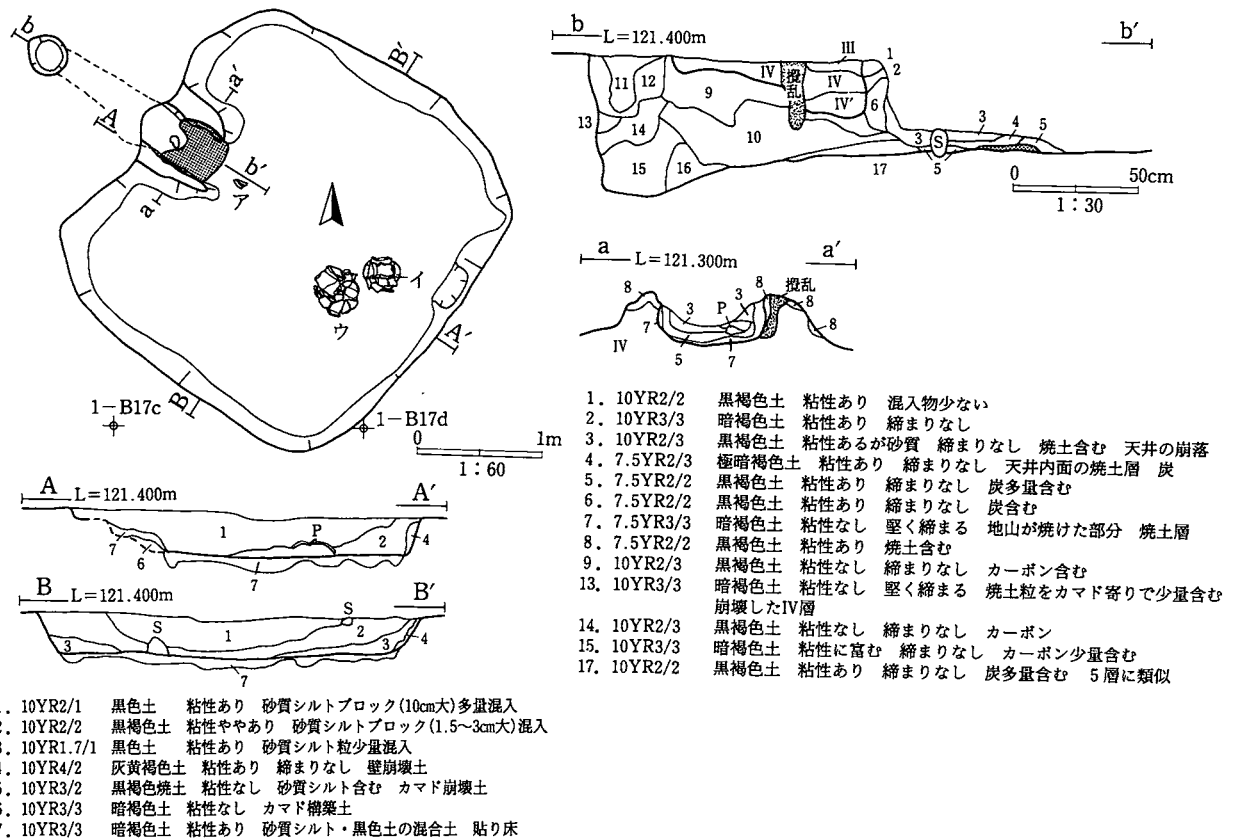 b
B′
a′
A
b′
ア
a
イ
ウ
A′
B
1－B17c
1－B17d
0 1m
1：60
b L＝121.400m b′
III 1
IV 撹乱 IV 2
11 12 9 IV′ 6
13 14 10 3 4 5
3 S
15 16 17 5
0 50cm
1：30
a L＝121.300m a′
8 P 3 撹乱
3 8 8
7 8
IV 5 7
A L＝121.400m A′
1 P 2 4
7 6 7
B L＝121.400m B′
S
S 1 2 4
3 3
7
1．10YR2/2 黒褐色土 粘性あり 混入物少ない
2．10YR3/3 暗褐色土 粘性あり 締まりなし
3．10YR2/3 黒褐色土 粘性あるが砂質 締まりなし 焼土含む 天井の崩落
4．7.5YR2/3 極暗褐色土 粘性あり 締まりなし 天井内面の焼土層 炭
5．7.5YR2/2 黒褐色土 粘性あり 締まりなし 炭多量含む
6．7.5YR2/2 黒褐色土 粘性あり 締まりなし 炭含む
7．7.5YR3/3 暗褐色土 粘性なし 堅く締まる 地山が焼けた部分 焼土層
8．7.5YR2/2 黒褐色土 粘性あり 焼土含む
9．10YR2/3 黒褐色土 粘性なし 締まりなし カーボン含む
13．10YR3/3 暗褐色土 粘性なし 堅く締まる 焼土粒をカマド寄りで少量含む
崩壊したIV層
14．10YR2/3 黒褐色土 粘性なし 締まりなし カーボン
15．10YR3/3 暗褐色土 粘性に富む 締まりなし カーボン少量含む
17．10YR2/2 黒褐色土 粘性あり 締まりなし 炭多量含む 5層に類似
．10YR2/1 黒色土 粘性あり 砂質シルトブロック(10cm大)多量混入
2．10YR2/2 黒褐色土 粘性ややあり 砂質シルトブロック(1.5～3cm大)混入
3．10YR1.7/1 黒色土 粘性あり 砂質シルト粒少量混入
4．10YR4/2 灰黄褐色土 粘性あり 締まりなし 壁崩壊土
5．10YR3/2 黒褐色焼土 粘性なし 砂質シルト含む カマド崩壊土
6．10YR3/3 暗褐色土 粘性なし カマド構築土
7．10YR3/3 暗褐色土 粘性あり 砂質シルト・黒色土の混合土 貼り床